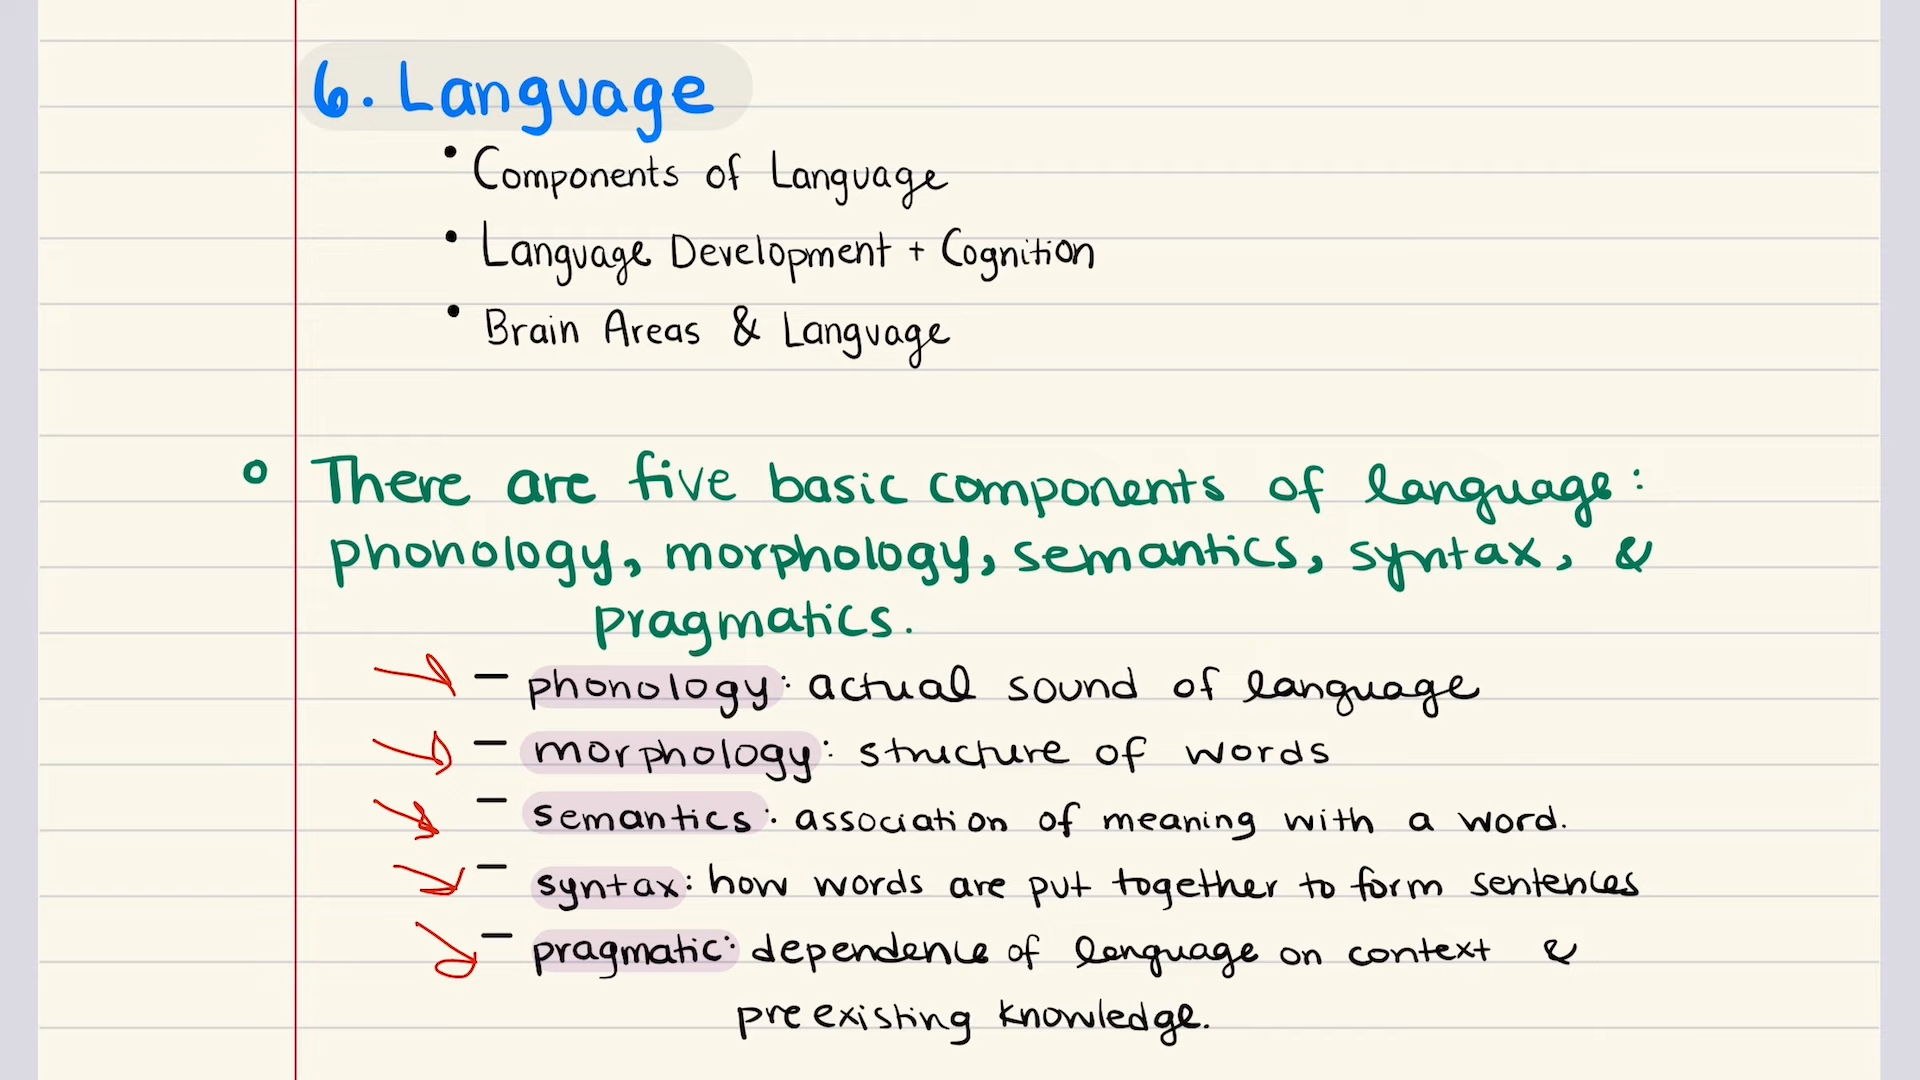 6. Language
• Components of Language
• Language Development + Cognition
• Brain Areas & Language
o There are five basic components of language:
phonology, morphology, semantics, syntax, &
pragmatics.
– phonology: actual sound of language
– morphology: structure of words
– semantics: association of meaning with a word.
– syntax: how words are put together to form sentences
– pragmatic: dependence of language on context &
preexisting knowledge.